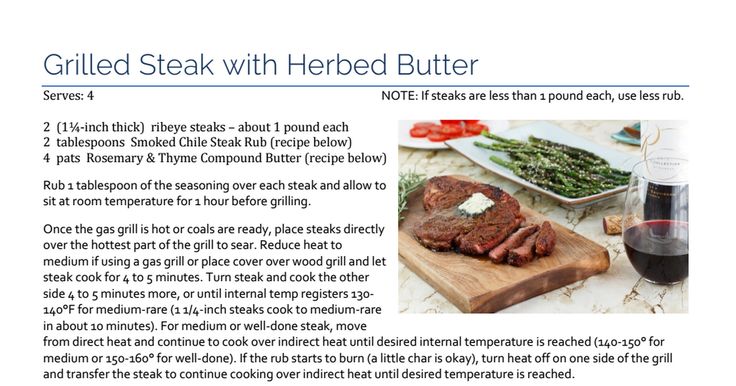 Grilled Steak with Herbed Butter
Serves: 4
NOTE: If steaks are less than 1 pound each, use less rub.
2 (1¼-inch thick) ribeye steaks – about 1 pound each
2 tablespoons Smoked Chile Steak Rub (recipe below)
4 pats Rosemary & Thyme Compound Butter (recipe below)
Rub 1 tablespoon of the seasoning over each steak and allow to
sit at room temperature for 1 hour before grilling.
Once the gas grill is hot or coals are ready, place steaks directly
over the hottest part of the grill to sear. Reduce heat to
medium if using a gas grill or place cover over wood grill and let
steak cook for 4 to 5 minutes. Turn steak and cook the other
side 4 to 5 minutes more, or until internal temp registers 130-
140°F for medium-rare (1 1/4-inch steaks cook to medium-rare
in about 10 minutes). For medium or well-done steak, move
from direct heat and continue to cook over indirect heat until desired internal temperature is reached (140-150° for
medium or 150-160° for well-done). If the rub starts to burn (a little char is okay), turn heat off on one side of the grill
and transfer the steak to continue cooking over indirect heat until desired temperature is reached.
COLLECTION